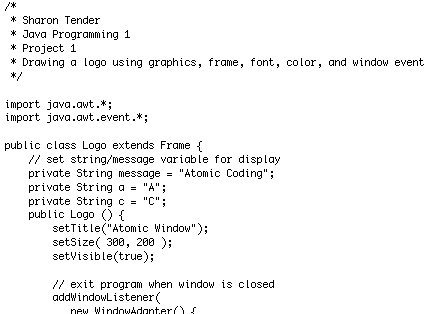 /*
 * Sharon Tender
 * Java Programming 1
 * Project 1
 * Drawing a logo using graphics, frame, font, color, and window event
 */

import java.awt.*;
import java.awt.event.*;

public class Logo extends Frame {
    // set string/message variable for display
    private String message = "Atomic Coding";
    private String a = "A";
    private String c = "C";
    public Logo () {
        setTitle("Atomic Window");
        setSize( 300, 200 );
        setVisible(true);

        // exit program when window is closed
        addWindowListener(
           new WindowAdapter() {